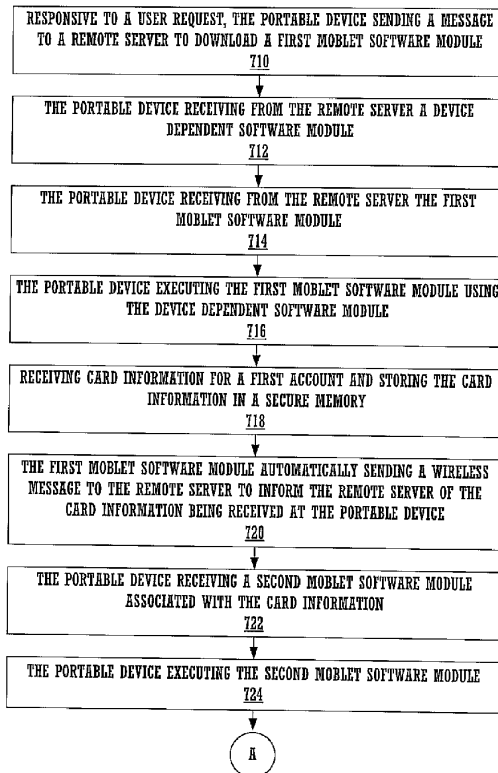 RESPONSIVE TO A USER REQUEST, THE PORTABLE DEVICE SENDING A MESSAGE
TO A REMOTE SERVER TO DOWNLOAD A FIRST MOBLET SOFTWARE MODULE
710
THE PORTABLE DEVICE RECEIVING FROM THE REMOTE SERVER A DEVICE
DEPENDENT SOFTWARE MODULE
712
THE PORTABLE DEVICE RECEIVING FROM THE REMOTE SERVER THE FIRST
MOBLET SOFTWARE MODULE
714
THE PORTABLE DEVICE EXECUTING THE FIRST MOBLET SOFTWARE MODULE USING
THE DEVICE DEPENDENT SOFTWARE MODULE
716
RECEIVING CARD INFORMATION FOR A FIRST ACCOUNT AND STORING THE CARD
INFORMATION IN A SECURE MEMORY
718
THE FIRST MOBLET SOFTWARE MODULE AUTOMATICALLY SENDING A WIRELESS
MESSAGE TO THE REMOTE SERVER TO INFORM THE REMOTE SERVER OF THE
CARD INFORMATION BEING RECEIVED AT THE PORTABLE DEVICE
720
THE PORTABLE DEVICE RECEIVING A SECOND MOBLET SOFTWARE MODULE
ASSOCIATED WITH THE CARD INFORMATION
722
THE PORTABLE DEVICE EXECUTING THE SECOND MOBLET SOFTWARE MODULE
724
A